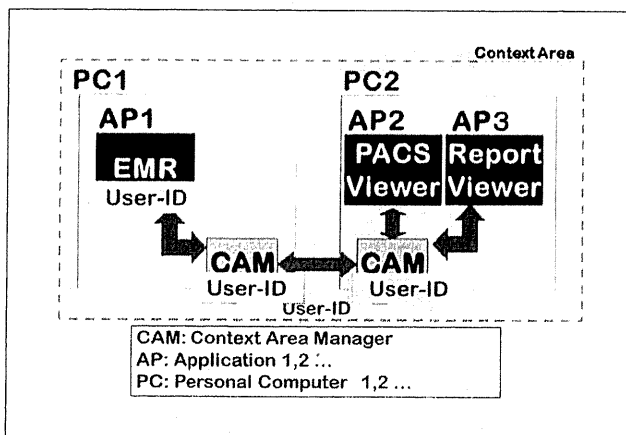 Context Area
PC1
PC2
AP1
AP2
AP3
EMR
PACS
Viewer
Report
Viewer
User-ID
CAM
CAM
User-ID
User-ID
User-ID
CAM: Context Area Manager
AP: Application 1,2 ...
PC: Personal Computer 1,2 ...